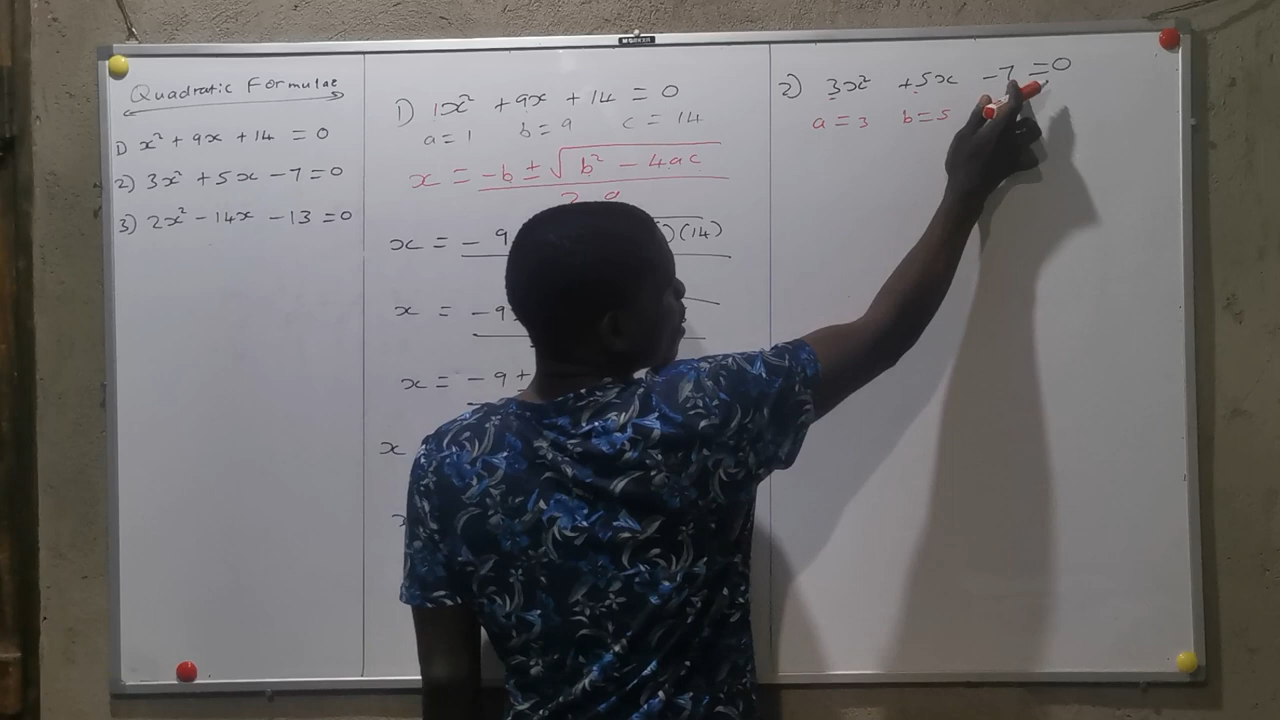 Quadratic Formulae
1) x² + 9x + 14 = 0
2) 3x² + 5x - 7 = 0
3) 2x² - 14x - 13 = 0
1) 1x² + 9x + 14 = 0
a = 1 b = 9 c = 14
x = -b ± √b² - 4ac
2a
x = - 9 )(14)
x = - 9
x = - 9 ±
x
2) 3x² + 5x - 7 = 0
a = 3 b = 5